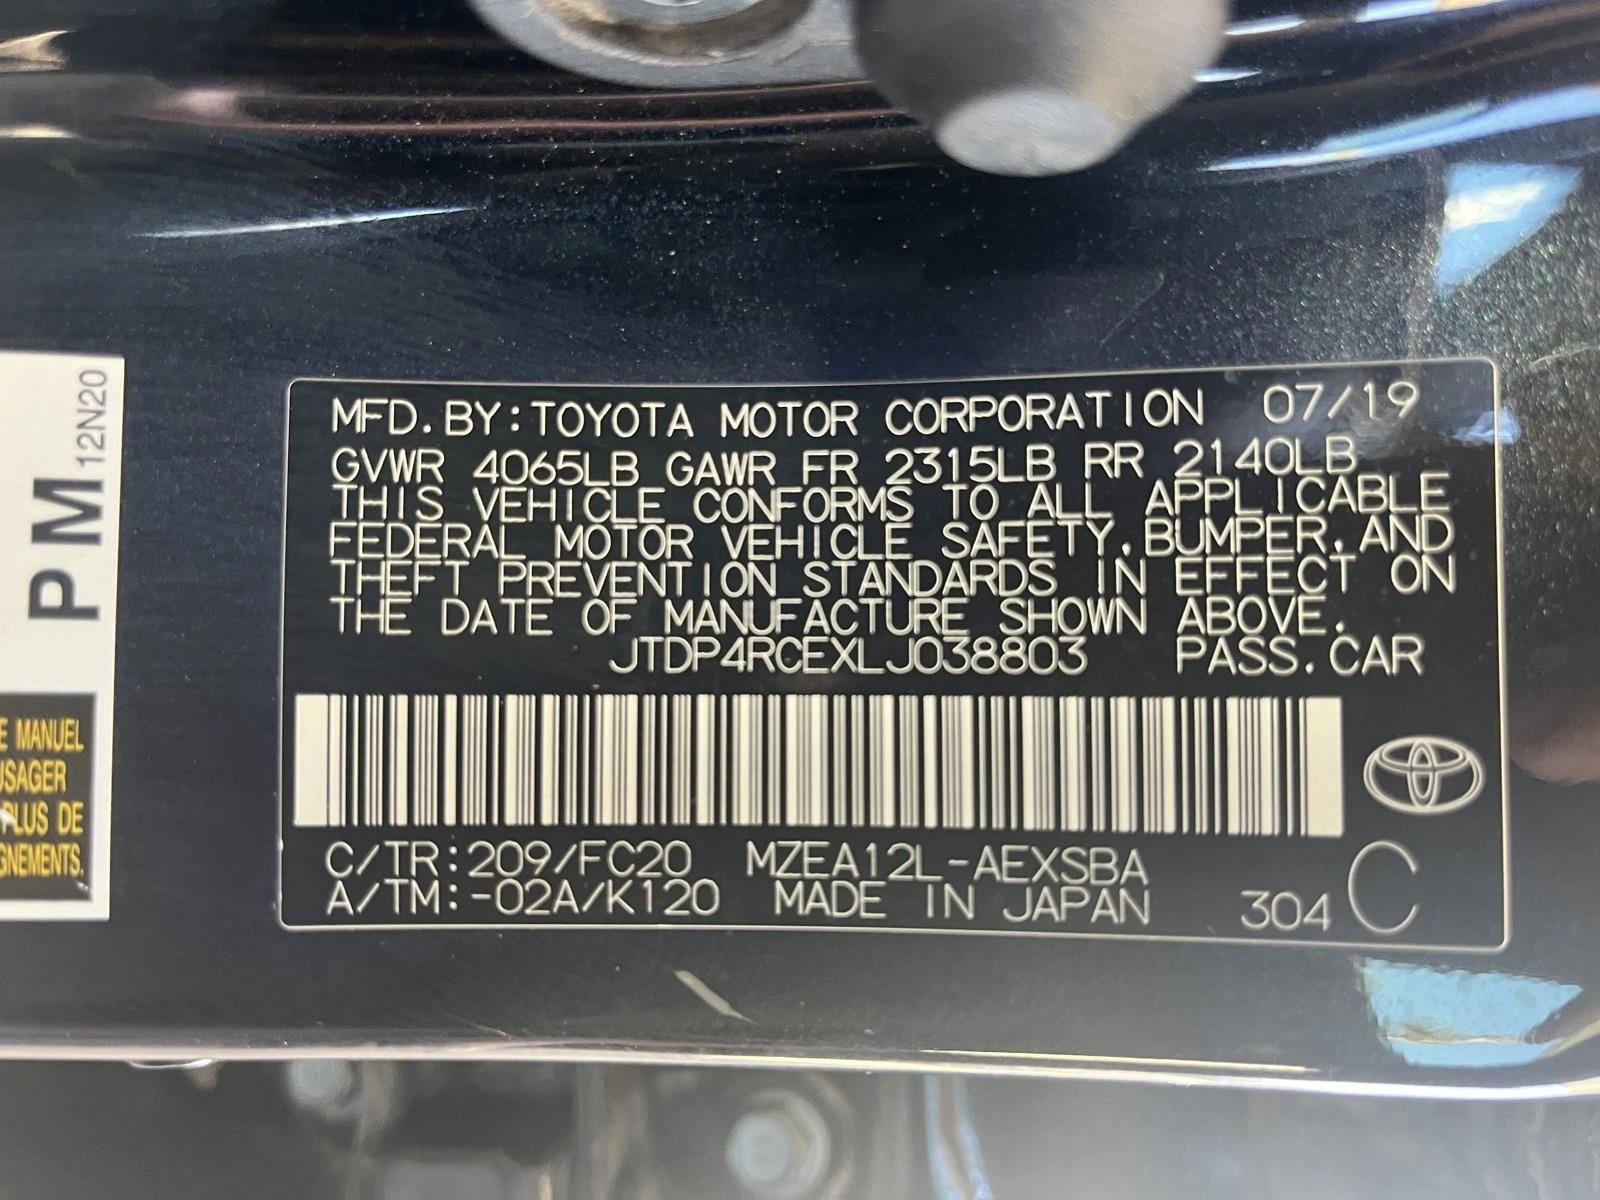 PM 12N20
E MANUEL
USAGER
PLUS DE
GNEMENTS.
MFD. BY: TOYOTA MOTOR CORPORATION 07/19
GVWR 4065LB GAWR FR 2315LB RR 2140LB
THIS VEHICLE CONFORMS TO ALL APPLICABLE
FEDERAL MOTOR VEHICLE SAFETY, BUMPER, AND
THEFT PREVENTION STANDARDS IN EFFECT ON
THE DATE OF MANUFACTURE SHOWN ABOVE.
JTDP4RCEXLJ038803 PASS. CAR
C/TR: 209/FC20 MZEA12L-AEXSBA
A/TM: -02A/K120 MADE IN JAPAN 304 C